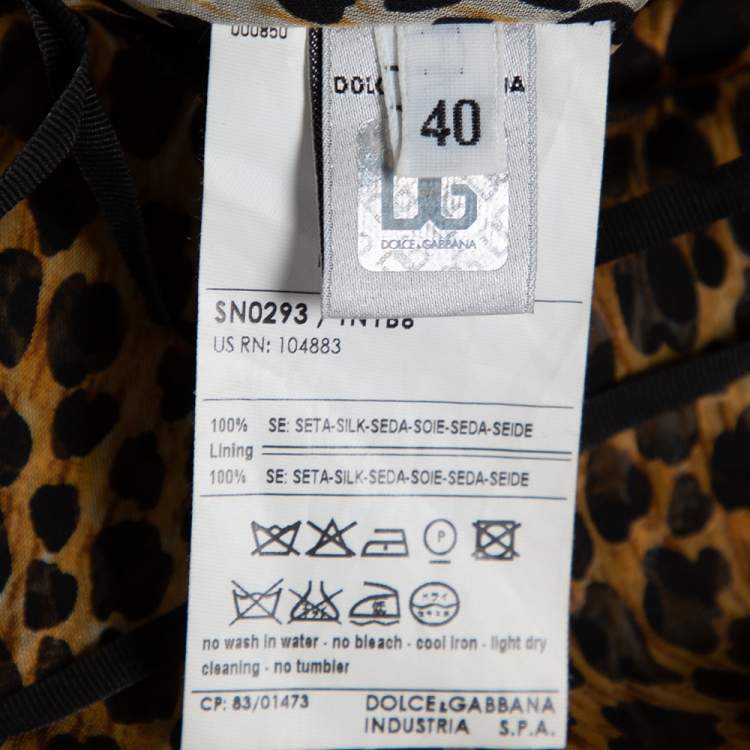 000850
40
DG
DOLCE&GABBANA
SN0293 /
US RN: 104883
100% SE: SETA-SILK-SEDA-SOIE-SEDA-SEIDE
Lining
100% SE: SETA-SILK-SEDA-SOIE-SEDA-SEIDE
P
no wash in water - no bleach - cool iron - light dry
cleaning - no tumbler
CP: 83/01473
DOLCE&GABBANA
INDUSTRIA S.P.A.